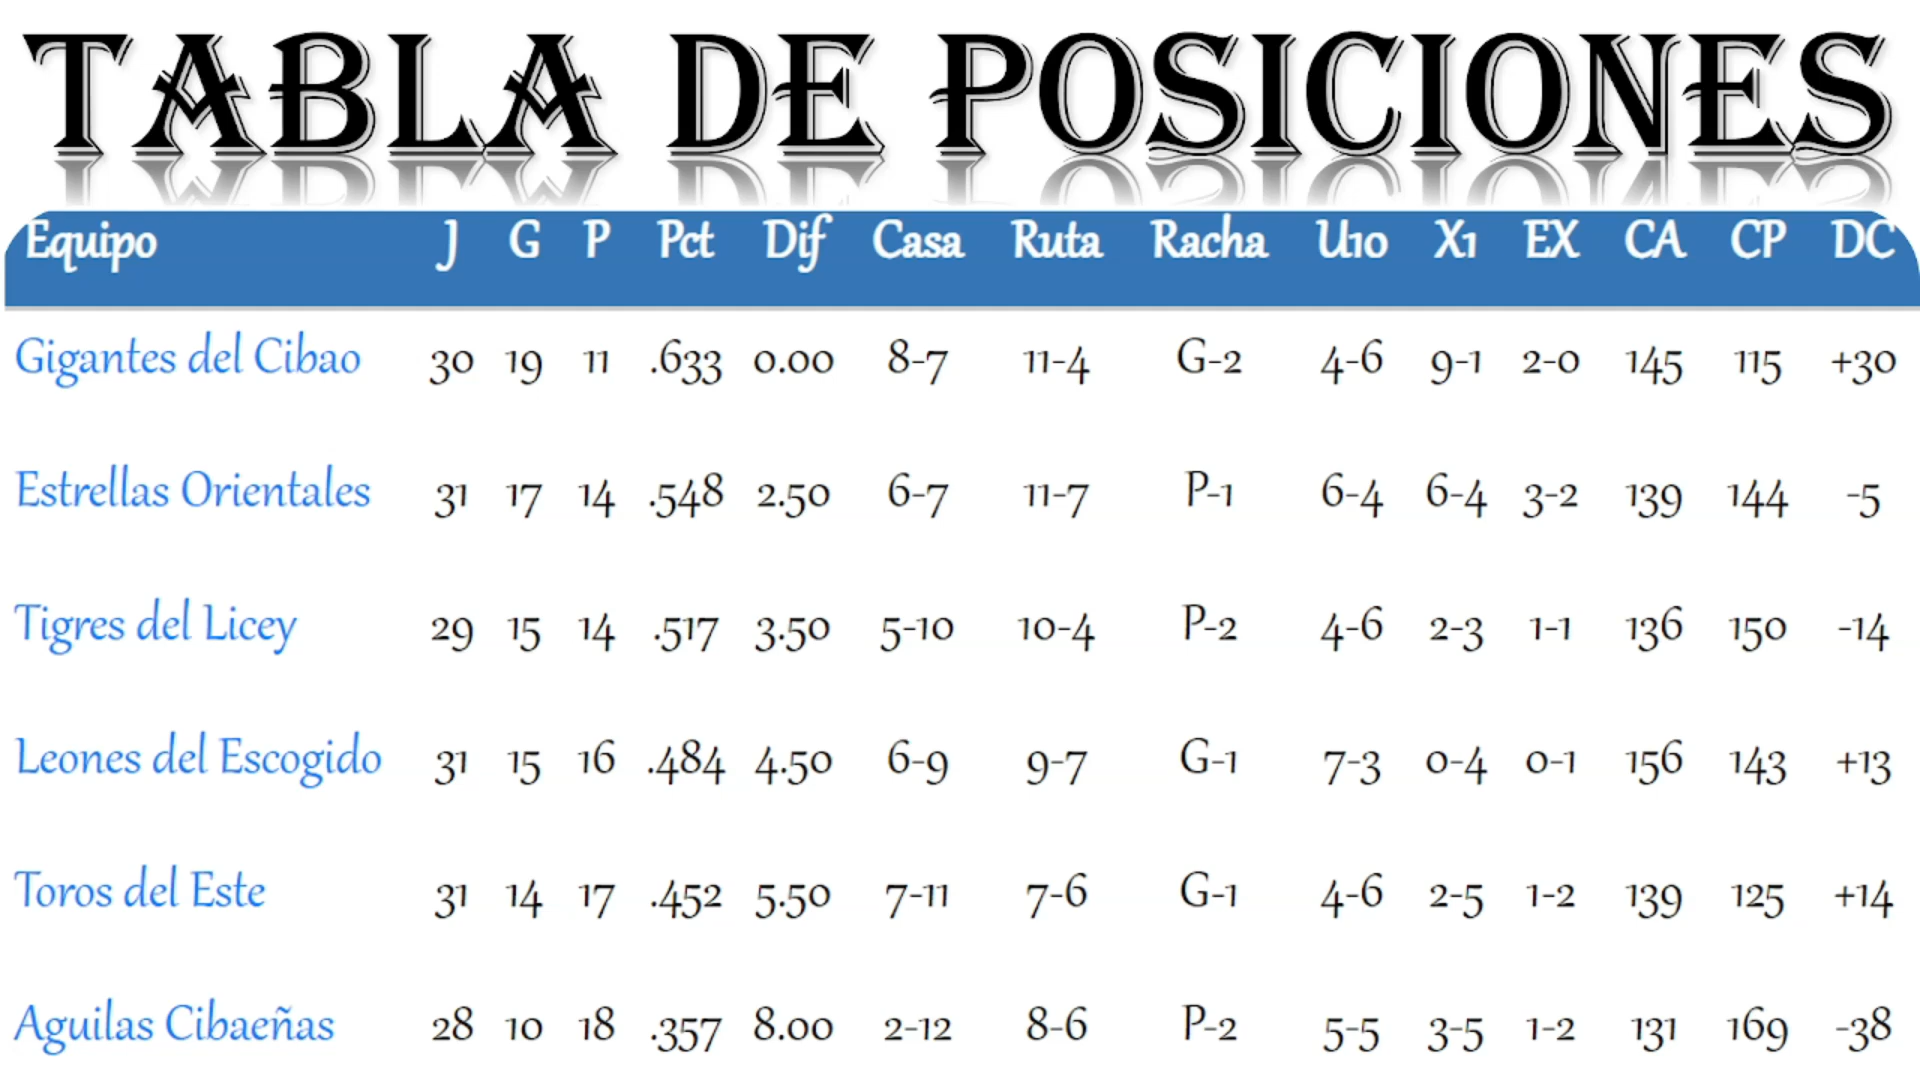 TABLA DE POSICIONES
Equipo J G P Pct Dif Casa Ruta Racha U10 X1 EX CA CP DC
Gigantes del Cibao 30 19 11 .633 0.00 8-7 11-4 G-2 4-6 9-1 2-0 145 115 +30
Estrellas Orientales 31 17 14 .548 2.50 6-7 11-7 P-1 6-4 6-4 3-2 139 144 -5
Tigres del Licey 29 15 14 .517 3.50 5-10 10-4 P-2 4-6 2-3 1-1 136 150 -14
Leones del Escogido 31 15 16 .484 4.50 6-9 9-7 G-1 7-3 0-4 0-1 156 143 +13
Toros del Este 31 14 17 .452 5.50 7-11 7-6 G-1 4-6 2-5 1-2 139 125 +14
Aguilas Cibaeñas 28 10 18 .357 8.00 2-12 8-6 P-2 5-5 3-5 1-2 131 169 -38